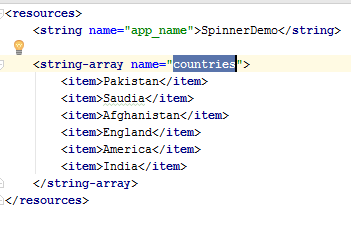 <resources>
<string name="app_name">SpinnerDemo</string>
<string-array name="countries">
<item>Pakistan</item>
<item>Saudia</item>
<item>Afghanistan</item>
<item>England</item>
<item>America</item>
<item>India</item>
</string-array>
</resources>